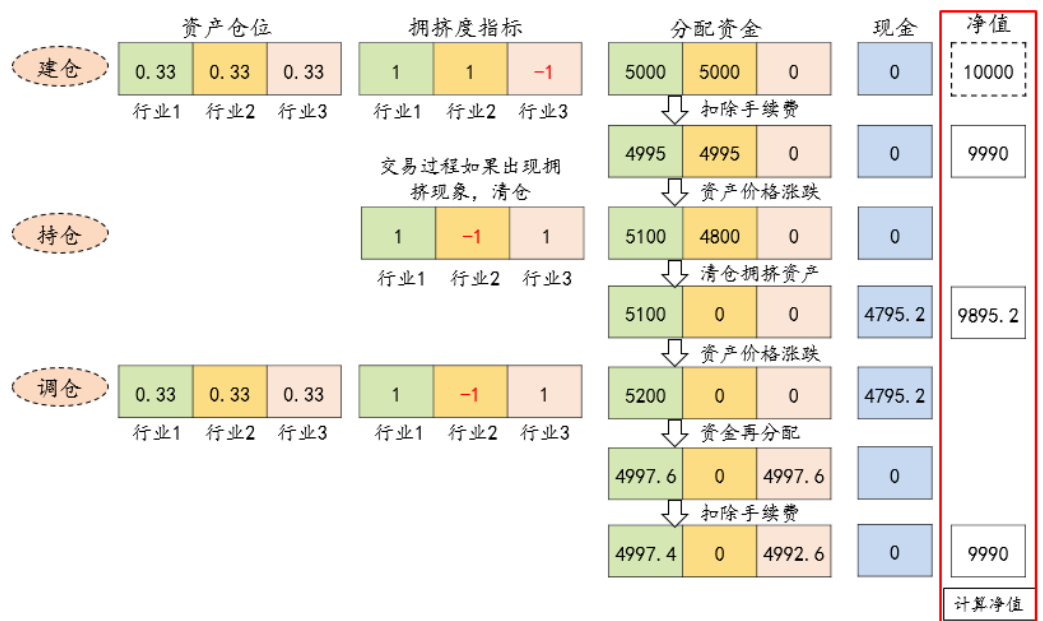 资产仓位 拥挤度指标 分配资金 现金 净值
建仓 0.33 0.33 0.33 1 1 -1 5000 5000 0 0 10000
行业1 行业2 行业3 行业1 行业2 行业3 扣除手续费
4995 4995 0 0 9990
交易过程如果出现拥
挤现象，清仓
资产价格涨跌
持仓 1 -1 1 5100 4800 0 0
行业1 行业2 行业3 清仓拥挤资产
5100 0 0 4795.2 9895.2
资产价格涨跌
调仓 0.33 0.33 0.33 1 -1 1 5200 0 0 4795.2
行业1 行业2 行业3 行业1 行业2 行业3 资金再分配
4997.6 0 4997.6 0
扣除手续费
4997.4 0 4992.6 0 9990
计算净值